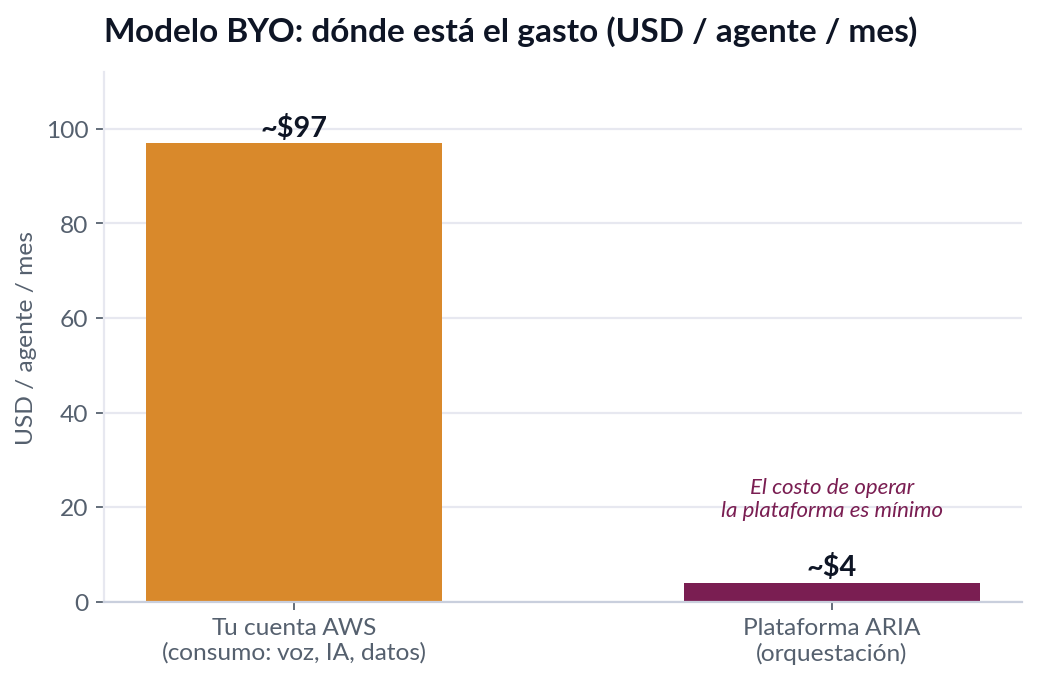 Modelo BYO: dónde está el gasto (USD / agente / mes)
USD / agente / mes
100
80
60
40
20
0
~$97
El costo de operar
la plataforma es mínimo
~$4
Tu cuenta AWS
(consumo: voz, IA, datos)
Plataforma ARIA
(orquestación)